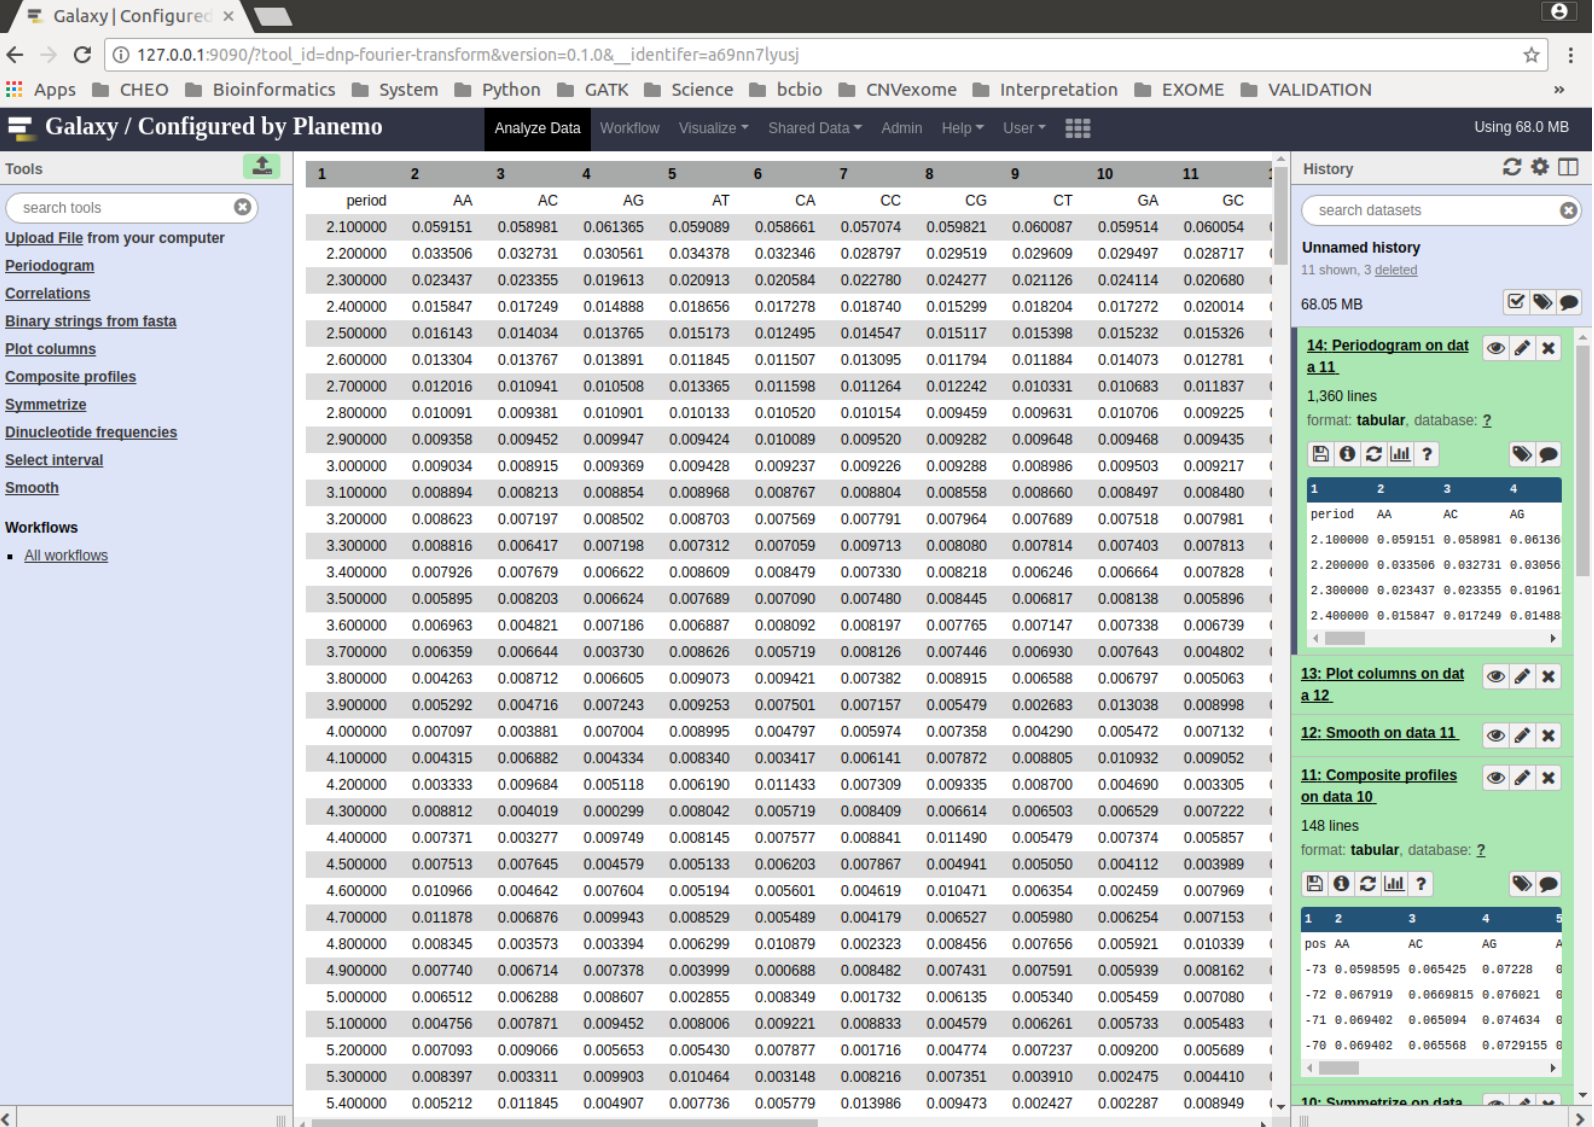 Galaxy | Configured
127.0.0.1:9090/?tool_id=dnp-fourier-transform&version=0.1.0&__identifer=a69nn7lyusj
Apps CHEO Bioinformatics System Python GATK Science bcbio CNVexome Interpretation EXOME VALIDATION »
Galaxy / Configured by Planemo Analyze Data Workflow Visualize Shared Data Admin Help User Using 68.0 MB
Tools
search tools
Upload File from your computer
Periodogram
Correlations
Binary strings from fasta
Plot columns
Composite profiles
Symmetrize
Dinucleotide frequencies
Select interval
Smooth
Workflows
All workflows
1 2 3 4 5 6 7 8 9 10 11
period AA AC AG AT CA CC CG CT GA GC
2.100000 0.059151 0.058981 0.061365 0.059089 0.058661 0.057074 0.059821 0.060087 0.059514 0.060054
2.200000 0.033506 0.032731 0.030561 0.034378 0.032346 0.028797 0.029519 0.029609 0.029497 0.028717
2.300000 0.023437 0.023355 0.019613 0.020913 0.020584 0.022780 0.024277 0.021126 0.024114 0.020680
2.400000 0.015847 0.017249 0.014888 0.018656 0.017278 0.018740 0.015299 0.018204 0.017272 0.020014
2.500000 0.016143 0.014034 0.013765 0.015173 0.012495 0.014547 0.015117 0.015398 0.015232 0.015326
2.600000 0.013304 0.013767 0.013891 0.011845 0.011507 0.013095 0.011794 0.011884 0.014073 0.012781
2.700000 0.012016 0.010941 0.010508 0.013365 0.011598 0.011264 0.012242 0.010331 0.010683 0.011837
2.800000 0.010091 0.009381 0.010901 0.010133 0.010520 0.010154 0.009459 0.009631 0.010706 0.009225
2.900000 0.009358 0.009452 0.009947 0.009424 0.010089 0.009520 0.009282 0.009648 0.009468 0.009435
3.000000 0.009034 0.008915 0.009369 0.009428 0.009237 0.009226 0.009288 0.008986 0.009503 0.009217
3.100000 0.008894 0.008213 0.008854 0.008968 0.008767 0.008804 0.008558 0.008660 0.008497 0.008480
3.200000 0.008623 0.007197 0.008502 0.008703 0.007569 0.007791 0.007964 0.007689 0.007518 0.007981
3.300000 0.008816 0.006417 0.007198 0.007312 0.007059 0.009713 0.008080 0.007814 0.007403 0.007813
3.400000 0.007926 0.007679 0.006622 0.008609 0.008479 0.007330 0.008218 0.006246 0.006664 0.007828
3.500000 0.005895 0.008203 0.006624 0.007689 0.007090 0.007480 0.008445 0.006817 0.008138 0.005896
3.600000 0.006963 0.004821 0.007186 0.006887 0.008092 0.008197 0.007765 0.007147 0.007338 0.006739
3.700000 0.006359 0.006644 0.003730 0.008626 0.005719 0.008126 0.007446 0.006930 0.007643 0.004802
3.800000 0.004263 0.008712 0.006605 0.009073 0.009421 0.007382 0.008915 0.006588 0.006797 0.005063
3.900000 0.005292 0.004716 0.007243 0.009253 0.007501 0.007157 0.005479 0.002683 0.013038 0.008998
4.000000 0.007097 0.003881 0.007004 0.008995 0.004797 0.005974 0.007358 0.004290 0.005472 0.007132
4.100000 0.004315 0.006882 0.004334 0.008340 0.003417 0.006141 0.007872 0.008805 0.010932 0.009052
4.200000 0.003333 0.009684 0.005118 0.006190 0.011433 0.007309 0.009335 0.008700 0.004690 0.003305
4.300000 0.008812 0.004019 0.000299 0.008042 0.005719 0.008409 0.006614 0.006503 0.006529 0.007222
4.400000 0.007371 0.003277 0.009749 0.008145 0.007577 0.008841 0.011490 0.005479 0.007374 0.005857
4.500000 0.007513 0.007645 0.004579 0.005133 0.006203 0.007867 0.004941 0.005050 0.004112 0.003989
4.600000 0.010966 0.004642 0.007604 0.005194 0.005601 0.004619 0.010471 0.006354 0.002459 0.007969
4.700000 0.011878 0.006876 0.009943 0.008529 0.005489 0.004179 0.006527 0.005980 0.006254 0.007153
4.800000 0.008345 0.003573 0.003394 0.006299 0.010879 0.002323 0.008456 0.007656 0.005921 0.010339
4.900000 0.007740 0.006714 0.007378 0.003999 0.000688 0.008482 0.007431 0.007591 0.005939 0.008162
5.000000 0.006512 0.006288 0.008607 0.002855 0.008349 0.001732 0.006135 0.005340 0.005459 0.007080
5.100000 0.004756 0.007871 0.009452 0.008006 0.009221 0.008833 0.004579 0.006261 0.005733 0.005483
5.200000 0.007093 0.009066 0.005653 0.005430 0.007877 0.001716 0.004774 0.007237 0.009200 0.005689
5.300000 0.008397 0.003311 0.009903 0.010464 0.003148 0.008216 0.007351 0.003910 0.002475 0.004410
5.400000 0.005212 0.011845 0.004907 0.007736 0.005779 0.013986 0.009473 0.002427 0.002287 0.008949
History
search datasets
Unnamed history
11 shown, 3 deleted
68.05 MB
14: Periodogram on dat
a 11
1,360 lines
format: tabular, database: ?
1 2 3 4
period AA AC AG
2.100000 0.059151 0.058981 0.06136
2.200000 0.033506 0.032731 0.03056
2.300000 0.023437 0.023355 0.01961
2.400000 0.015847 0.017249 0.01488
13: Plot columns on dat
a 12
12: Smooth on data 11
11: Composite profiles
on data 10
148 lines
format: tabular, database: ?
1 2 3 4 5
pos AA AC AG A
-73 0.0598595 0.065425 0.07228 0
-72 0.067919 0.0669815 0.076021 0
-71 0.069402 0.065094 0.074634 0
-70 0.069402 0.065568 0.0729155 0
10: Symmetrize on data